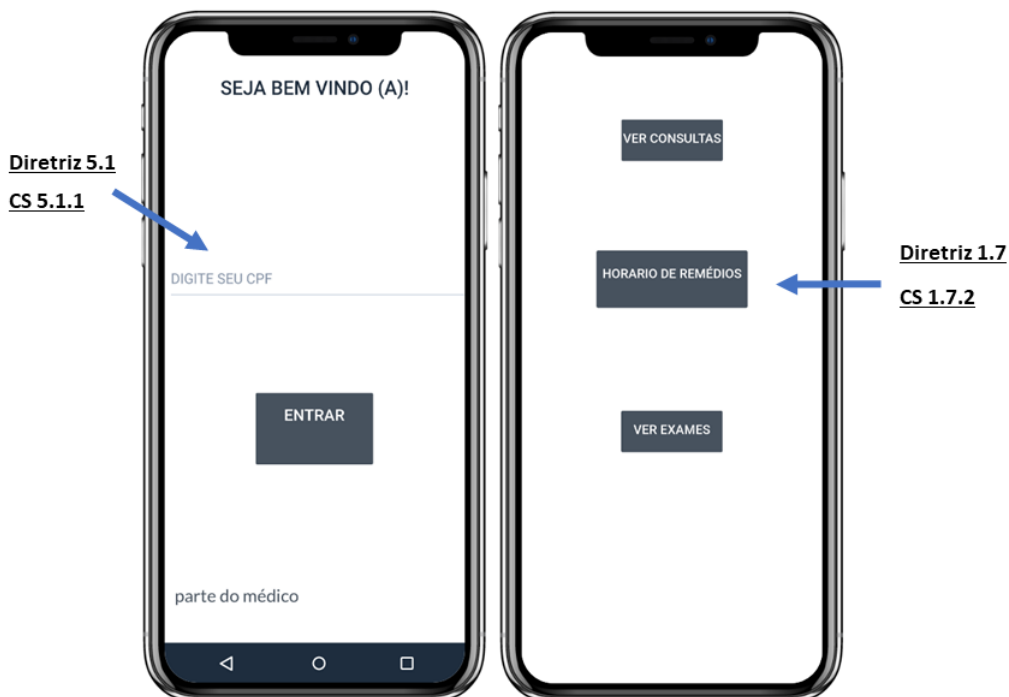 Diretriz 5.1
CS 5.1.1
SEJA BEM VINDO (A)!
DIGITE SEU CPF
ENTRAR
parte do médico
VER CONSULTAS
HORARIO DE REMÉDIOS
VER EXAMES
Diretriz 1.7
CS 1.7.2